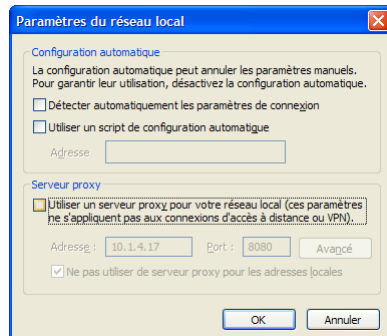 Paramètres du réseau local
Configuration automatique
La configuration automatique peut annuler les paramètres manuels.
Pour garantir leur utilisation, désactivez la configuration automatique.
Détecter automatiquement les paramètres de connexion
Utiliser un script de configuration automatique
Adresse
Serveur proxy
Utiliser un serveur proxy pour votre réseau local (ces paramètres
ne s'appliquent pas aux connexions d'accès à distance ou VPN).
Adresse : 10.1.4.17 Port : 8080 Avancé
Ne pas utiliser de serveur proxy pour les adresses locales
OK Annuler